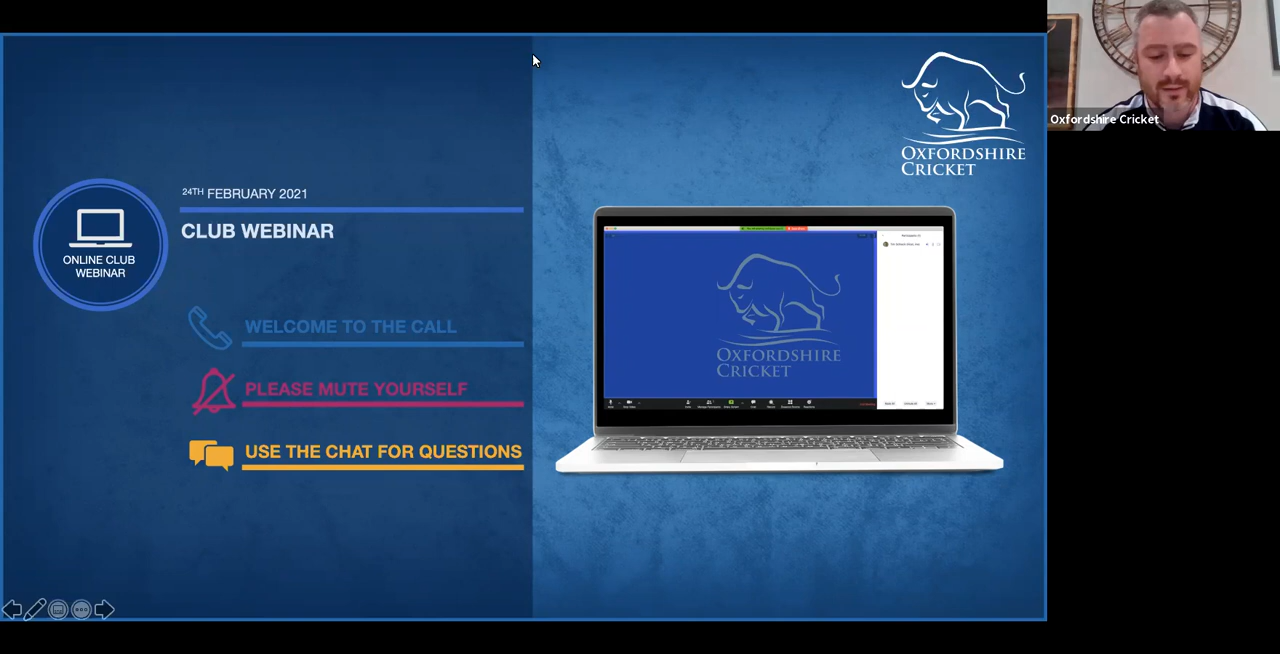 24TH FEBRUARY 2021
CLUB WEBINAR
ONLINE CLUB
WEBINAR
WELCOME TO THE CALL
PLEASE MUTE YOURSELF
USE THE CHAT FOR QUESTIONS
OXFORDSHIRE
CRICKET
OXFORDSHIRE
CRICKET
Oxfordshire Cricket